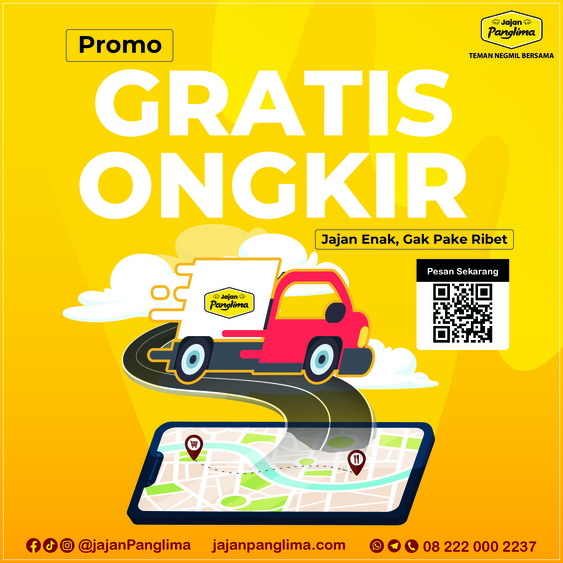 Promo
Jajan
Panglima
TEMAN NEGMIL BERSAMA
GRATIS
ONGKIR
Jajan Enak, Gak Pake Ribet
Pesan Sekarang
Jajan
Panglima
@jajanPanglima jajanpanglima.com 08 222 000 2237